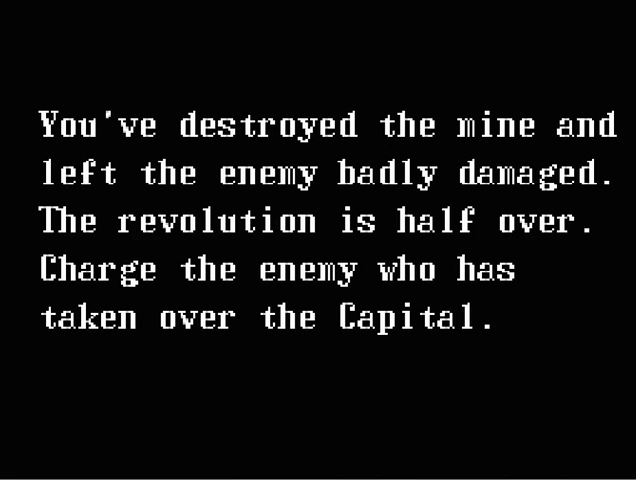 You've destroyed the mine and
left the enemy badly damaged.
The revolution is half over.
Charge the enemy who has
taken over the Capital.